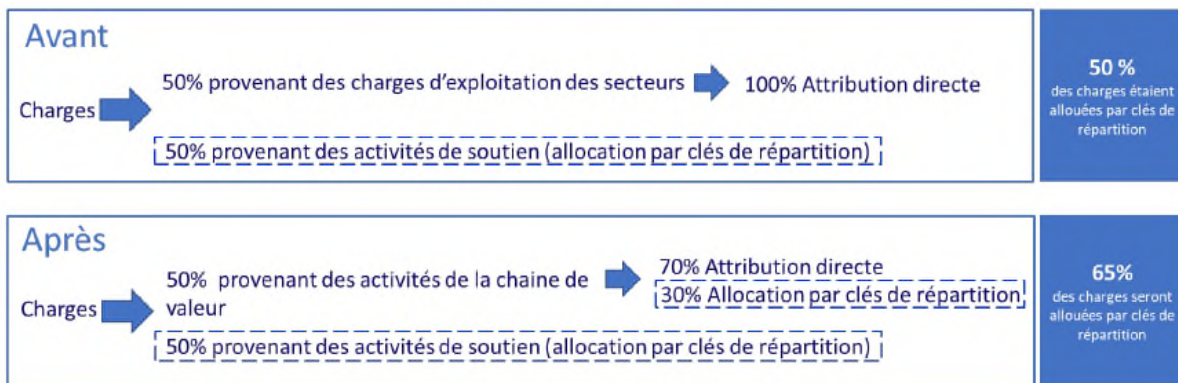 Avant
50% provenant des charges d'exploitation des secteurs
100% Attribution directe
Charges
50% provenant des activités de soutien (allocation par clés de répartition)
50 %
des charges étaient
allouées par clés de
répartition
Après
50% provenant des activités de la chaine de
valeur
70% Attribution directe
30% Allocation par clés de répartition
Charges
50% provenant des activités de soutien (allocation par clés de répartition)
65%
des charges seront
allouées par clés de
répartition